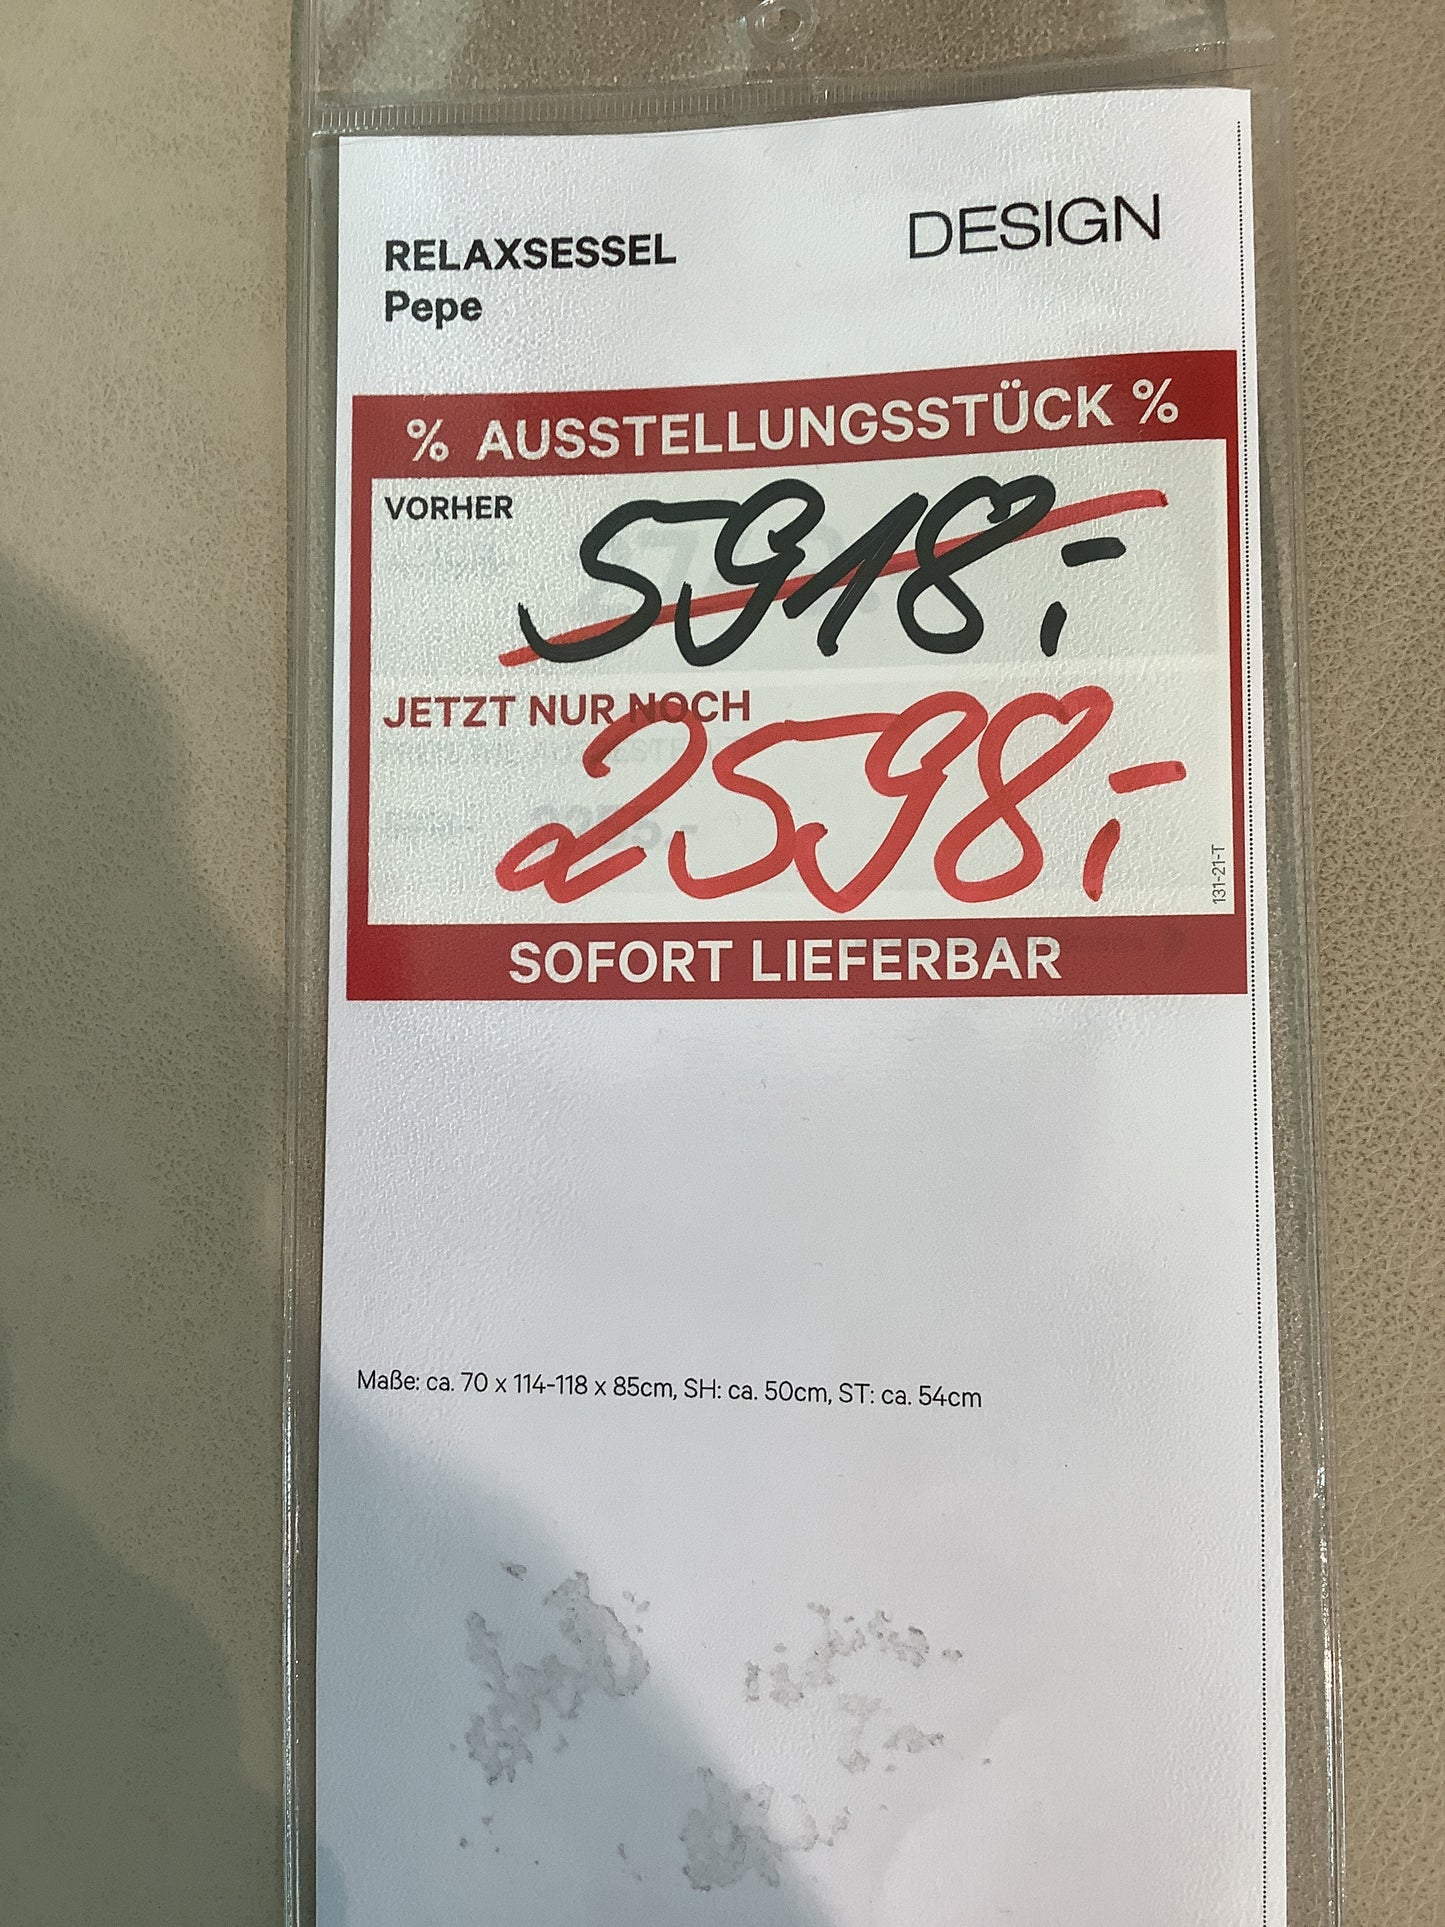 DESIGN
RELAXSESSEL
Pepe
% AUSSTELLUNGSSTÜCK %
VORHER
5918,-
JETZT NUR NOCH
2598,-
131-21-T
SOFORT LIEFERBAR
Maße: ca. 70 x 114-118 x 85cm, SH: ca. 50cm, ST: ca. 54cm